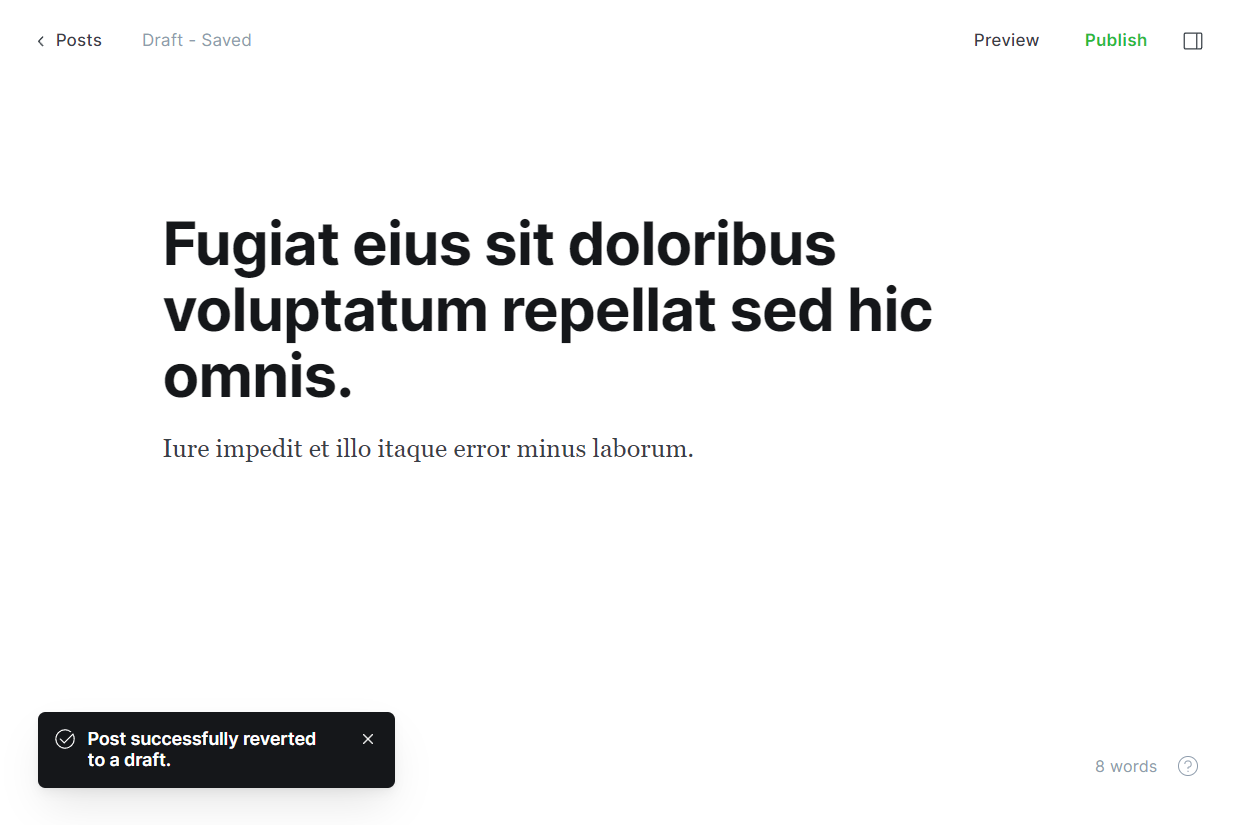 Posts
Draft - Saved
Preview
Publish
Fugiat eius sit doloribus
voluptatum repellat sed hic
omnis.
Iure impedit et illo itaque error minus laborum.
Post successfully reverted
to a draft.
8 words
?